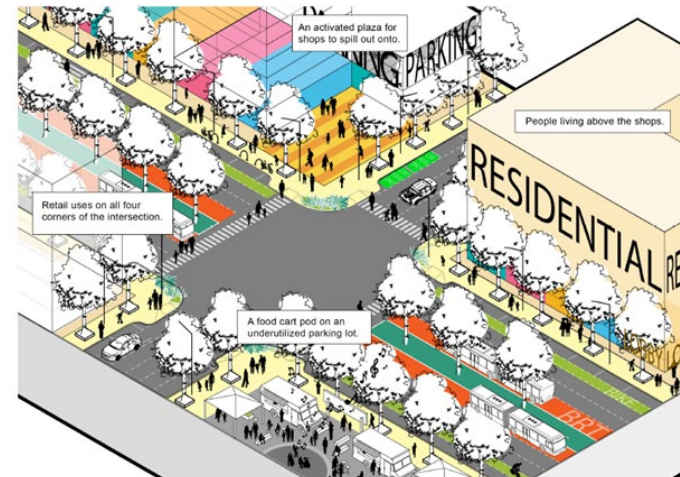 An activated plaza for
shops to spill out onto.
PARKING
People living above the shops.
RESIDENTIAL
Retail uses on all four
corners of the intersection.
A food cart pod on an
underutilized parking lot.
BIKE
BRT